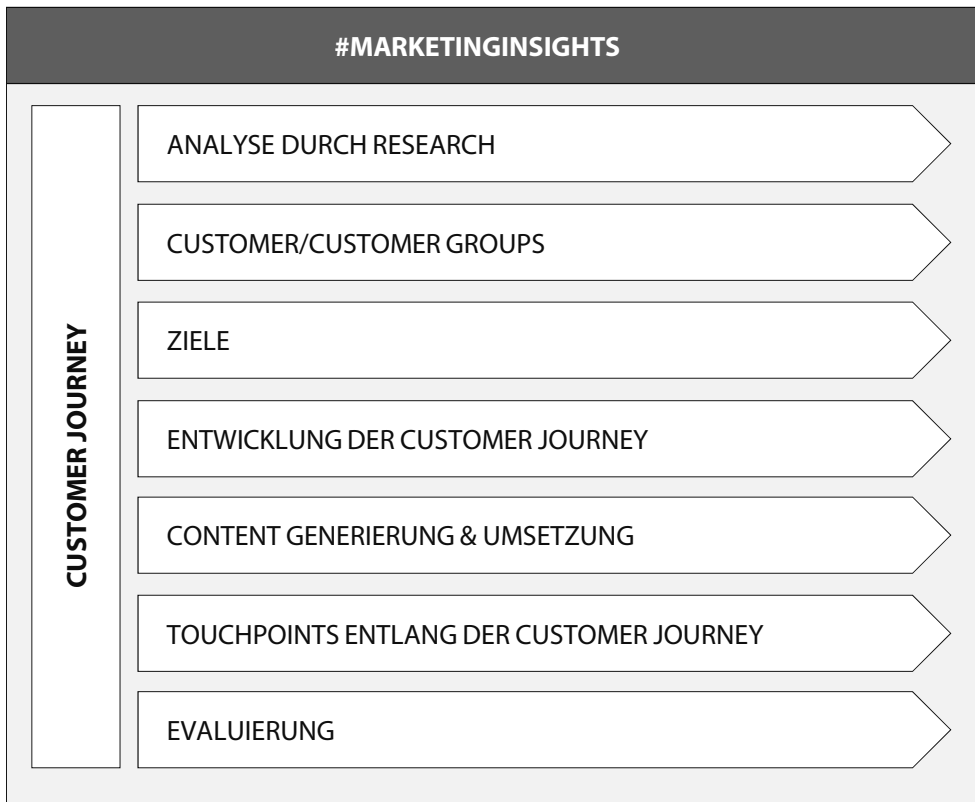 #MARKETINGINSIGHTS
CUSTOMER JOURNEY
ANALYSE DURCH RESEARCH
CUSTOMER/CUSTOMER GROUPS
ZIELE
ENTWICKLUNG DER CUSTOMER JOURNEY
CONTENT GENERIERUNG & UMSETZUNG
TOUCHPOINTS ENTLANG DER CUSTOMER JOURNEY
EVALUIERUNG